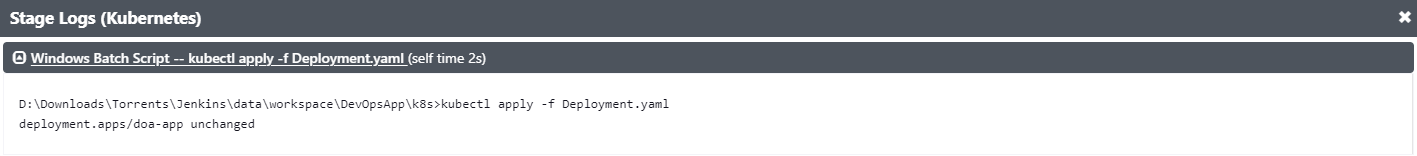 Stage Logs (Kubernetes)
Windows Batch Script -- kubectl apply -f Deployment.yaml (self time 2s)
D:\Downloads\Torrents\Jenkins\data\workspace\DevOpsApp\k8s>kubectl apply -f Deployment.yaml
deployment.apps/doa-app unchanged